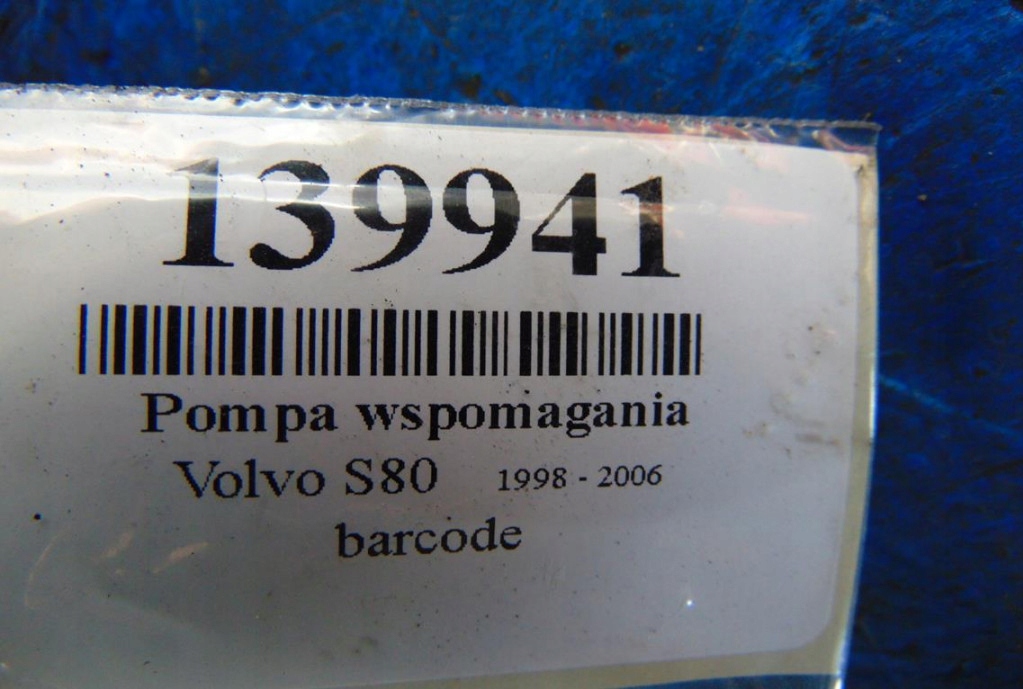 139941
Pompa wspomagania
Volvo S80 1998 - 2006
barcode